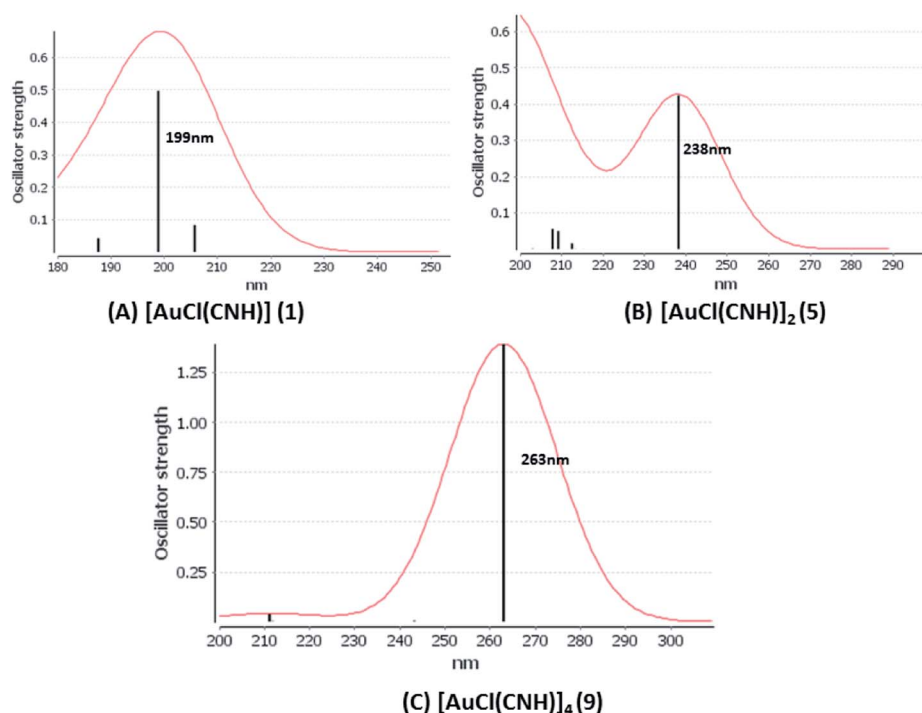 Oscillator strength
0.6
0.5
0.4
0.3
0.2
0.1
199nm
180 190 200 210 220 230 240 250
nm
(A) [AuCl(CNH)] (1)
Oscillator strength
0.6
0.5
0.4
0.3
0.2
0.1
238nm
200 210 220 230 240 250 260 270 280 290
nm
(B) [AuCl(CNH)]₂ (5)
Oscillator strength
1.25
1.00
0.75
0.50
0.25
263nm
200 210 220 230 240 250 260 270 280 290 300
nm
(C) [AuCl(CNH)]₄ (9)